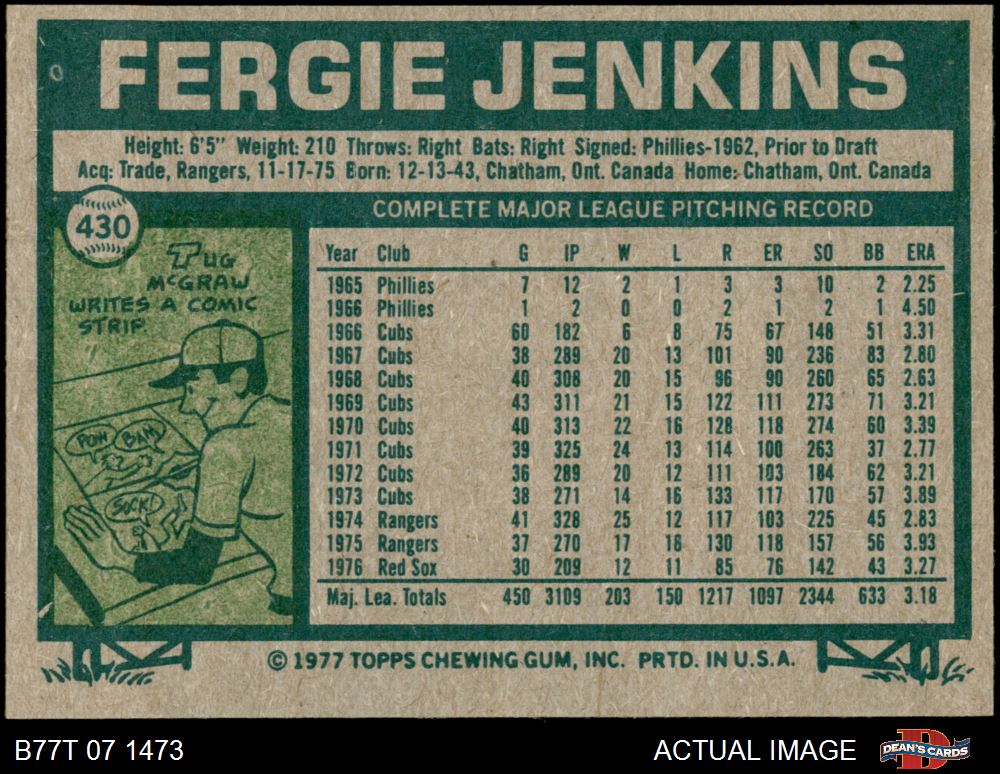 FERGIE JENKINS
Height: 6'5" Weight: 210 Throws: Right Bats: Right Signed: Phillies-1962, Prior to Draft
Acq: Trade, Rangers, 11-17-75 Born: 12-13-43, Chatham, Ont. Canada Home: Chatham, Ont. Canada
430
TUG
McGRAW
WRITES A COMIC
STRIP.
POW BAM
SOCK
COMPLETE MAJOR LEAGUE PITCHING RECORD
Year Club G IP W L R ER SO BB ERA
1965 Phillies 7 12 2 1 3 3 10 2 2.25
1966 Phillies 1 2 0 0 2 1 2 1 4.50
1966 Cubs 60 182 6 8 75 67 148 51 3.31
1967 Cubs 38 289 20 13 101 90 236 83 2.80
1968 Cubs 40 308 20 15 96 90 260 65 2.63
1969 Cubs 43 311 21 15 122 111 273 71 3.21
1970 Cubs 40 313 22 16 128 118 274 60 3.39
1971 Cubs 39 325 24 13 114 100 263 37 2.77
1972 Cubs 36 289 20 12 111 103 184 62 3.21
1973 Cubs 38 271 14 16 133 117 170 57 3.89
1974 Rangers 41 328 25 12 117 103 225 45 2.83
1975 Rangers 37 270 17 18 130 118 157 56 3.93
1976 Red Sox 30 209 12 11 85 76 142 43 3.27
Maj. Lea. Totals 450 3109 203 150 1217 1097 2344 633 3.18
© 1977 TOPPS CHEWING GUM, INC. PRTD. IN U.S.A.
B77T 07 1473 ACTUAL IMAGE DEAN'S CARDS